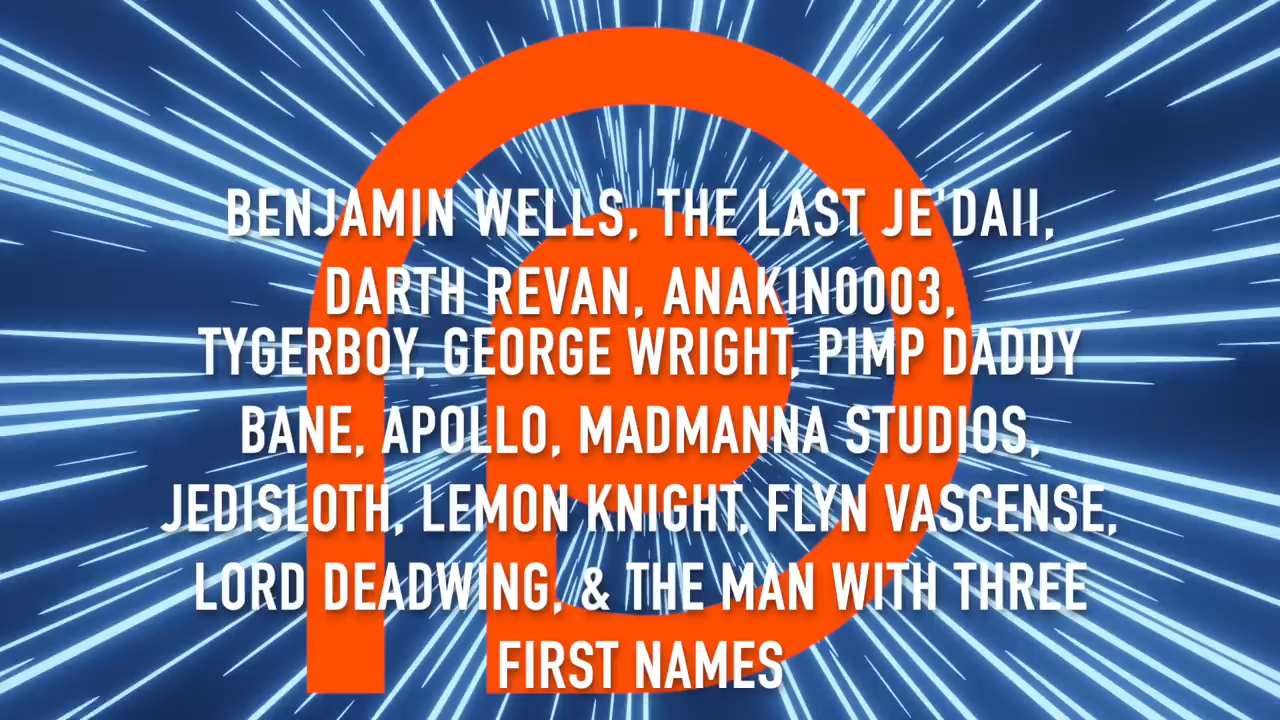 BENJAMIN WELLS, THE LAST JE'DAII,
DARTH REVAN, ANAKIN0003,
TYGERBOY, GEORGE WRIGHT, PIMP DADDY
BANE, APOLLO, MADMANNA STUDIOS,
JEDISLOTH, LEMON KNIGHT, FLYN VASCENSE,
LORD DEADWING, & THE MAN WITH THREE
FIRST NAMES